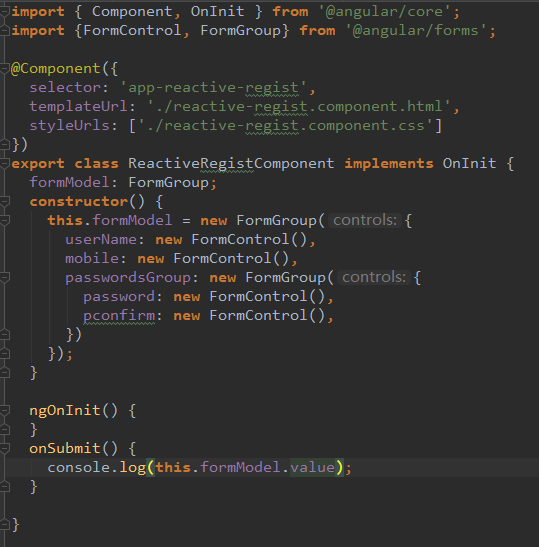 import { Component, OnInit } from '@angular/core';
import {FormControl, FormGroup} from '@angular/forms';

@Component({
  selector: 'app-reactive-regist',
  templateUrl: './reactive-regist.component.html',
  styleUrls: ['./reactive-regist.component.css']
})
export class ReactiveRegistComponent implements OnInit {
  formModel: FormGroup;
  constructor() {
    this.formModel = new FormGroup( controls: {
      userName: new FormControl(),
      mobile: new FormControl(),
      passwordsGroup: new FormGroup( controls: {
        password: new FormControl(),
        pconfirm: new FormControl(),
      })
    });
  }

  ngOnInit() {
  }
  onSubmit() {
    console.log(this.formModel.value);
  }

}